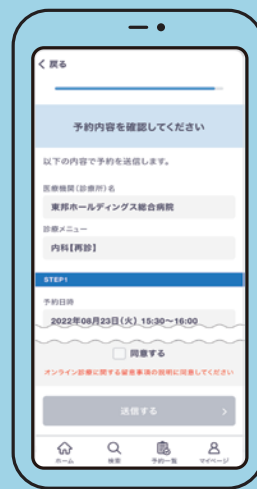 戻る
予約内容を確認してください
以下の内容で予約を送信します。
医療機関(診療所)名
東邦ホールディングス総合病院
診療メニュー
内科【再診】
STEP1
予約日時
2022年08月23日(火) 15:30〜16:00
同意する
オンライン診療に関する留意事項の説明に同意してください
送信する
ホーム 検索 予約一覧 マイページ